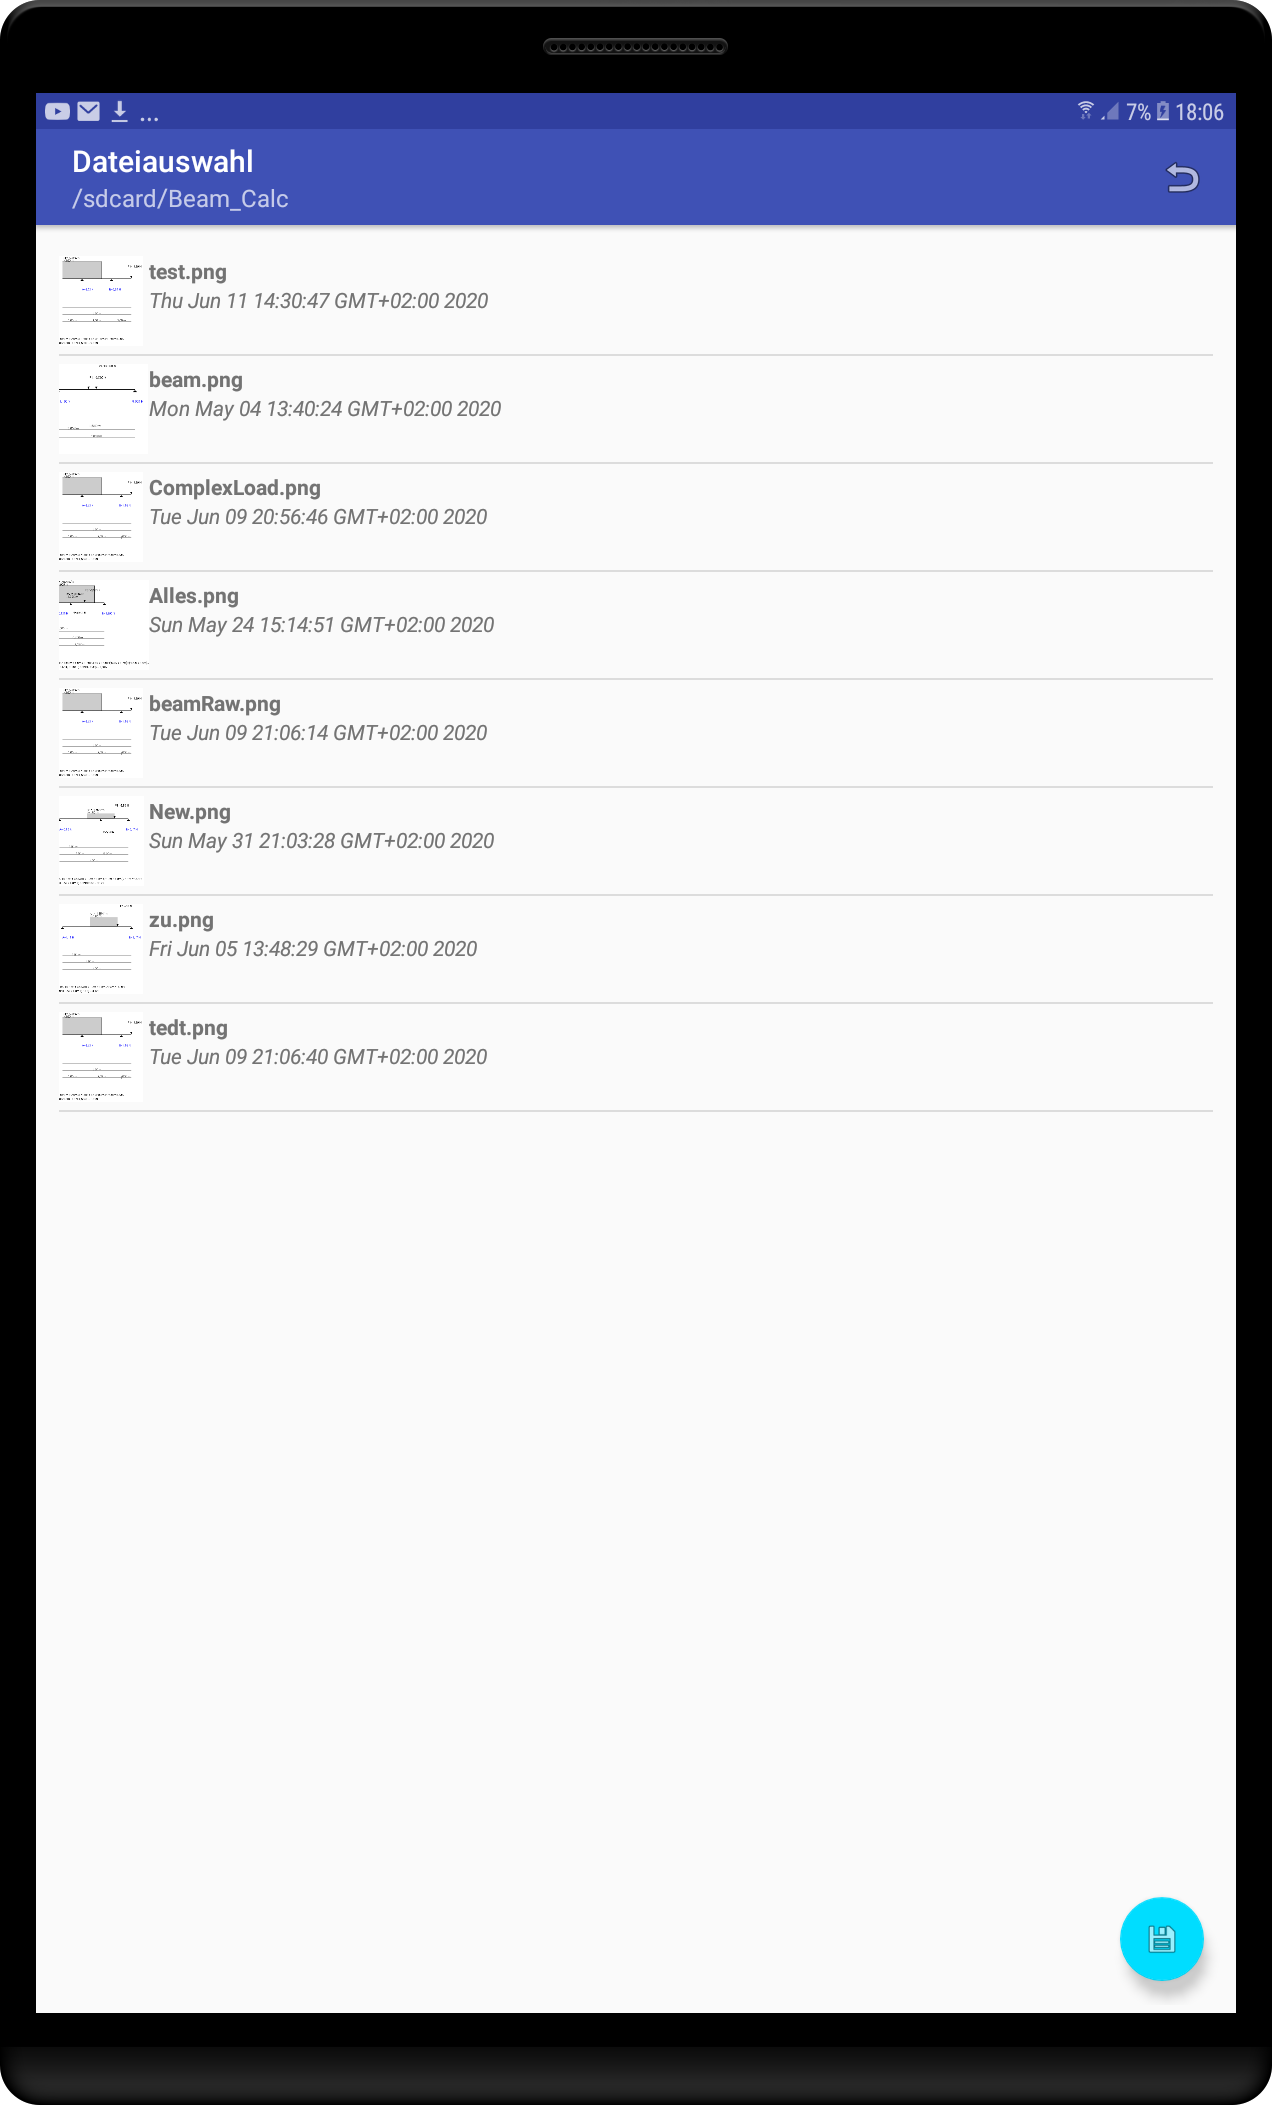 ...
7%
18:06
Dateiauswahl
/sdcard/Beam_Calc
test.png
Thu Jun 11 14:30:47 GMT+02:00 2020
beam.png
Mon May 04 13:40:24 GMT+02:00 2020
ComplexLoad.png
Tue Jun 09 20:56:46 GMT+02:00 2020
Alles.png
Sun May 24 15:14:51 GMT+02:00 2020
beamRaw.png
Tue Jun 09 21:06:14 GMT+02:00 2020
New.png
Sun May 31 21:03:28 GMT+02:00 2020
zu.png
Fri Jun 05 13:48:29 GMT+02:00 2020
tedt.png
Tue Jun 09 21:06:40 GMT+02:00 2020